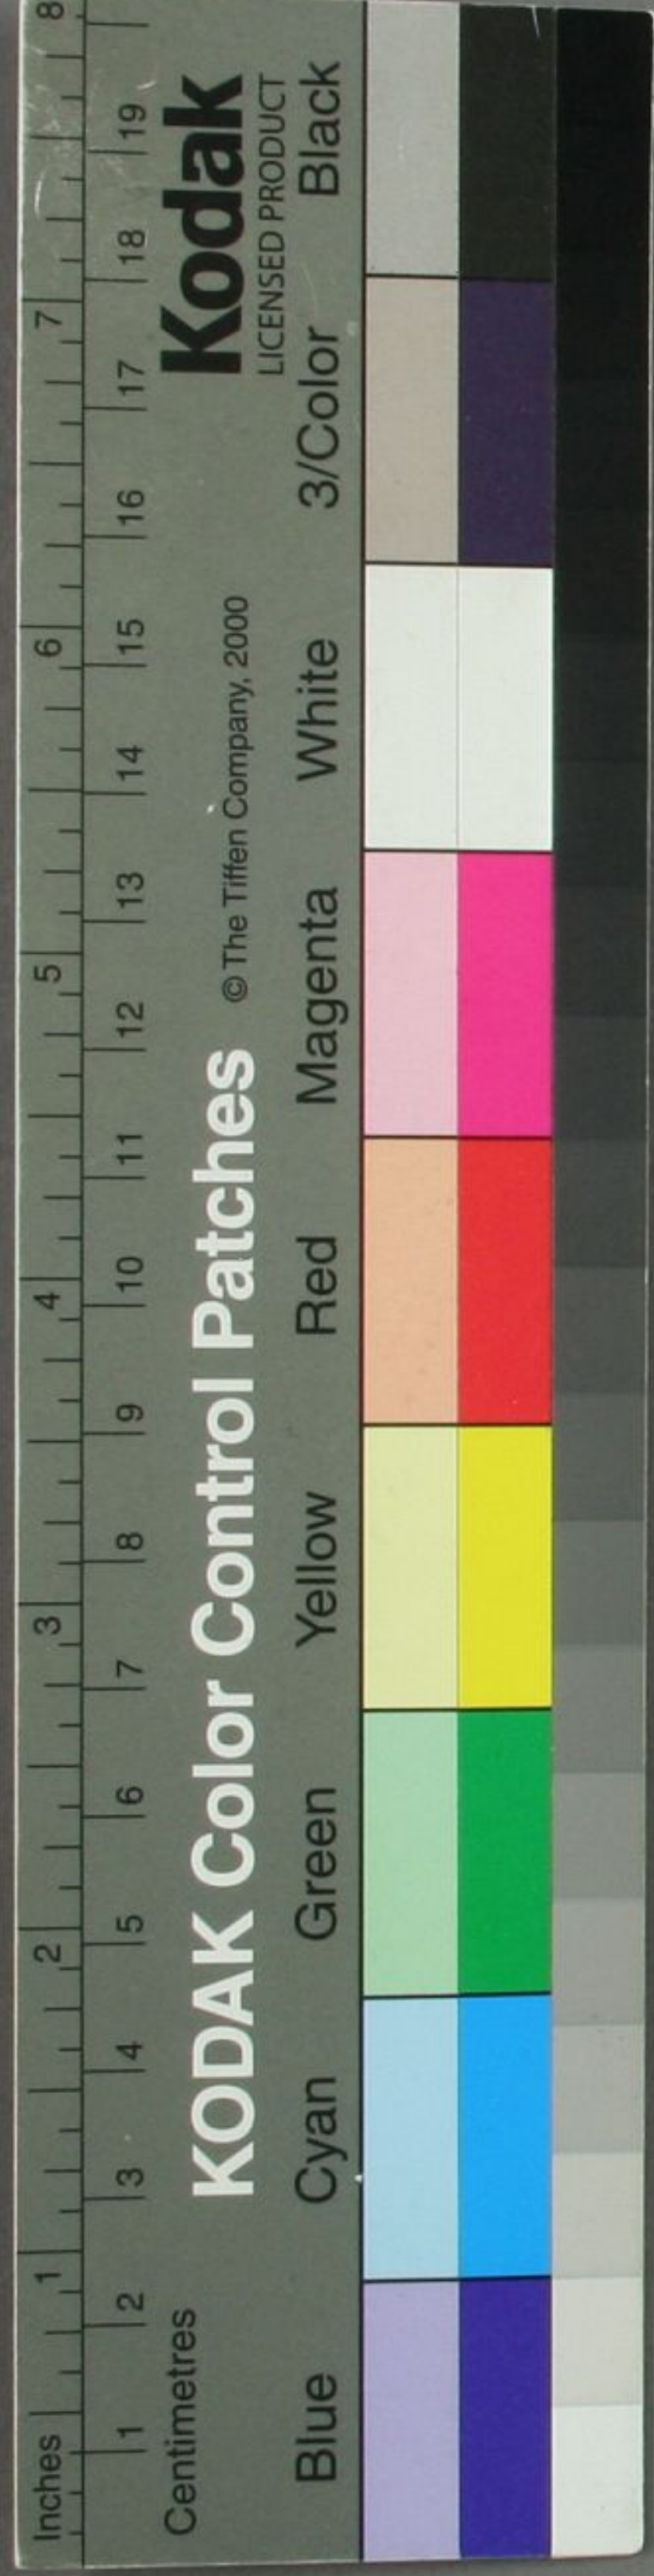 Inches 1 2 3 4 5 6 7 8
1 2 3 4 5 6 7 8 9 10 11 12 13 14 15 16 17 18 19
Centimetres
KODAK Color Control Patches
© The Tiffen Company, 2000
Kodak
LICENSED PRODUCT
Blue Cyan Green Yellow Red Magenta White 3/Color Black